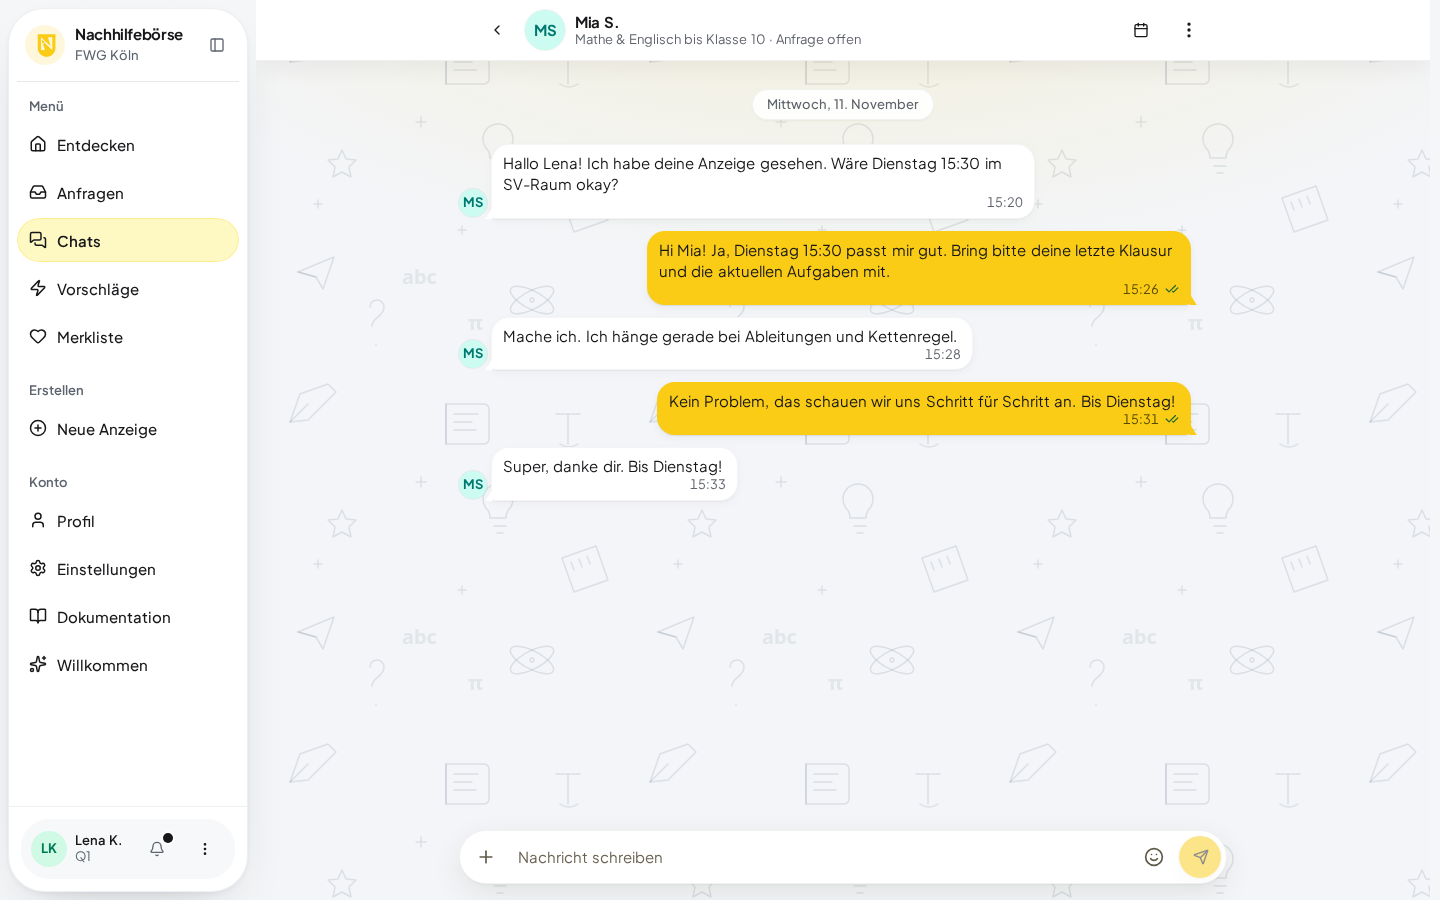 Nachhilfebörse
FWG Köln
Menü
Entdecken
Anfragen
Chats
Vorschläge
Merkliste
Erstellen
Neue Anzeige
Konto
Profil
Einstellungen
Dokumentation
Willkommen
LK
Lena K.
Q1
MS
Mia S.
Mathe & Englisch bis Klasse 10 · Anfrage offen
Mittwoch, 11. November
Hallo Lena! Ich habe deine Anzeige gesehen. Wäre Dienstag 15:30 im
SV-Raum okay?
MS
15:20
Hi Mia! Ja, Dienstag 15:30 passt mir gut. Bring bitte deine letzte Klausur
und die aktuellen Aufgaben mit.
15:26
Mache ich. Ich hänge gerade bei Ableitungen und Kettenregel.
MS
15:28
Kein Problem, das schauen wir uns Schritt für Schritt an. Bis Dienstag!
15:31
Super, danke dir. Bis Dienstag!
MS
15:33
abc
?
π
π
?
abc
abc
abc
?
π
?
π
?
π
Nachricht schreiben